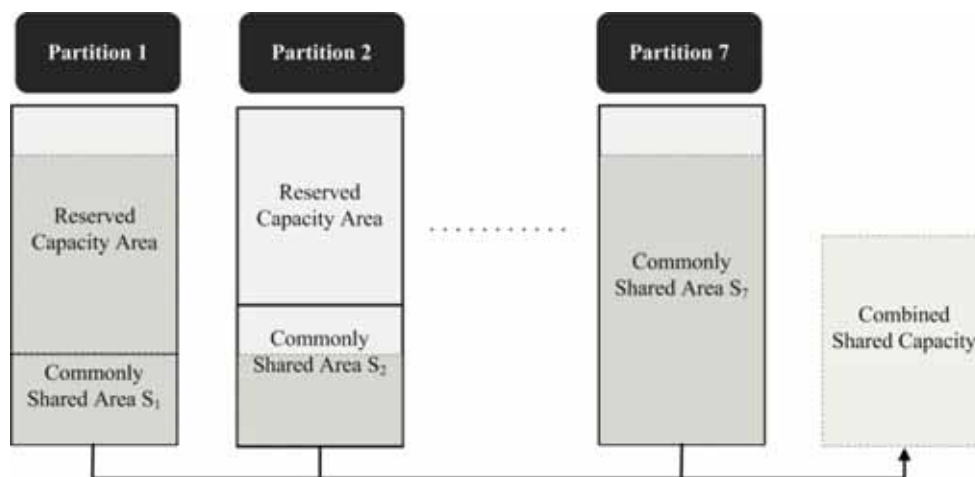 Partition 1
Partition 2
Partition 7
Reserved
Capacity Area
Commonly
Shared Area S₁
Reserved
Capacity Area
Commonly
Shared Area S₂
Commonly
Shared Area S₇
Combined
Shared Capacity